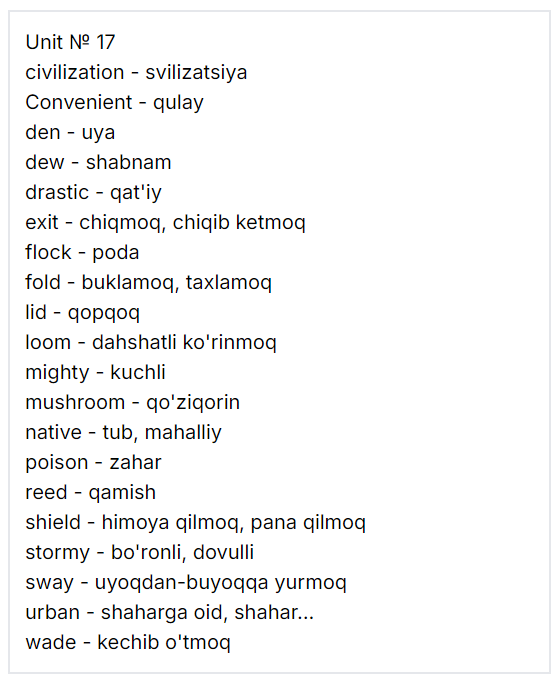 Unit № 17
civilization - svilizatsiya
Convenient - qulay
den - uya
dew - shabnam
drastic - qat'iy
exit - chiqmoq, chiqib ketmoq
flock - poda
fold - buklamoq, taxlamoq
lid - qopqoq
loom - dahshatli ko'rinmoq
mighty - kuchli
mushroom - qo'ziqorin
native - tub, mahalliy
poison - zahar
reed - qamish
shield - himoya qilmoq, pana qilmoq
stormy - bo'ronli, dovulli
sway - uyoqdan-buyoqqa yurmoq
urban - shaharga oid, shahar...
wade - kechib o'tmoq